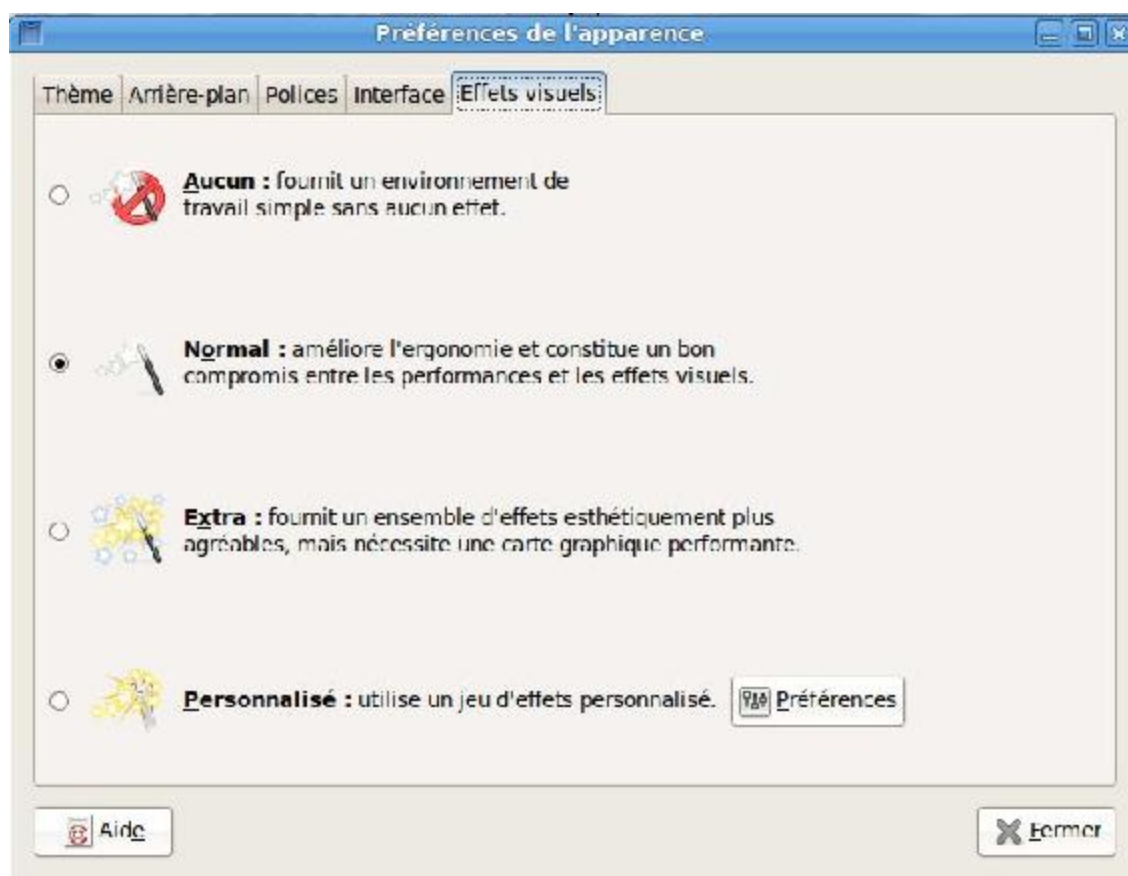 Préférences de l'apparence
Thème Arrière-plan Polices Interface Effets visuels
Aucun : fournit un environnement de
travail simple sans aucun effet.
Normal : améliore l'ergonomie et constitue un bon
compromis entre les performances et les effets visuels.
Extra : fournit un ensemble d'effets esthétiquement plus
agréables, mais nécessite une carte graphique performante.
Personnalisé : utilise un jeu d'effets personnalisé. Préférences
Aide Fermer